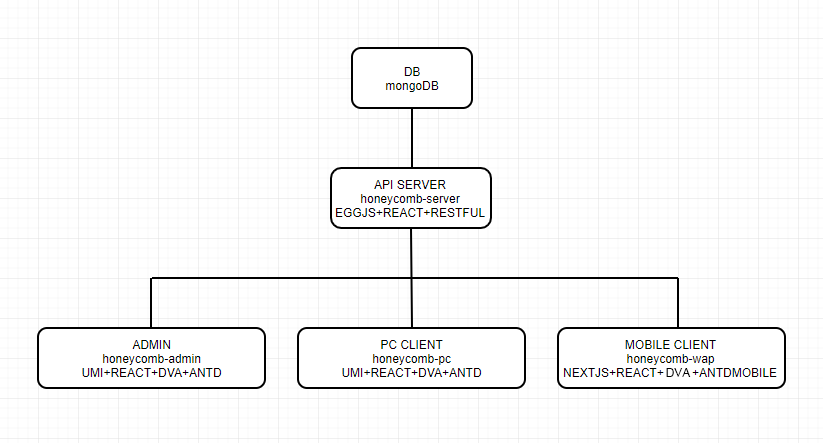 DB
mongoDB
API SERVER
honeycomb-server
EGGJS+REACT+RESTFUL
ADMIN
honeycomb-admin
UMI+REACT+DVA+ANTD
PC CLIENT
honeycomb-pc
UMI+REACT+DVA+ANTD
MOBILE CLIENT
honeycomb-wap
NEXTJS+REACT+DVA+ANTDMOBILE